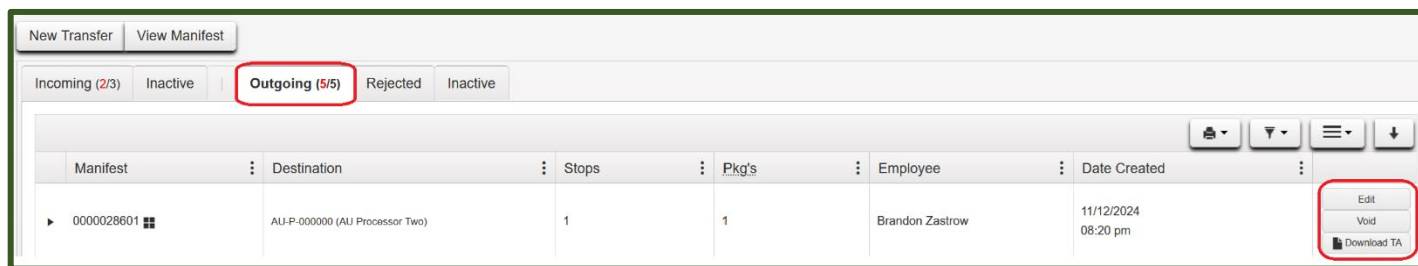 New Transfer View Manifest
Incoming (2/3) Inactive Outgoing (5/5) Rejected Inactive
Manifest Destination Stops Pkg's Employee Date Created
0000028601 AU-P-000000 (AU Processor Two) 1 1 Brandon Zastrow 11/12/2024
08:20 pm
Edit
Void
Download TA